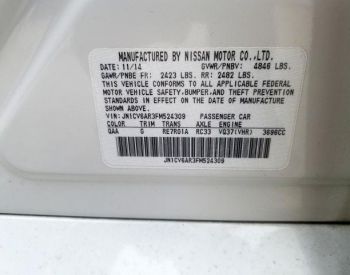 MANUFACTURED BY NISSAN MOTOR CO.,LTD.
DATE: 11/14 GVWR/PNBV: 4846 LBS.
GAWR/PNBE FR: 2423 LBS. RR: 2482 LBS.
THIS VEHICLE CONFORMS TO ALL APPLICABLE FEDERAL
MOTOR VEHICLE SAFETY,BUMPER,AND THEFT PREVENTION
STANDARDS IN EFFECT ON THE DATE OF MANUFACTURE
SHOWN ABOVE.
VIN: JN1CV6AR3FM524309 PASSENGER CAR
COLOR TRIM TRANS AXLE ENGINE
QAA G RE7R01A RC33 VQ37(VHR) 3696CC
JN1CV6AR3FM524309